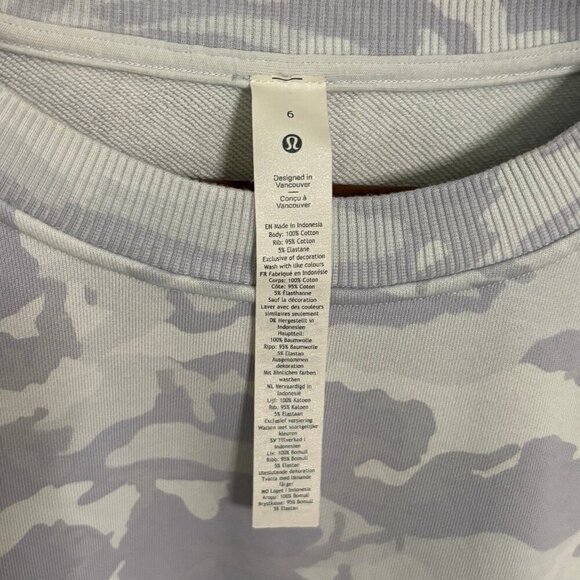 6
Designed in
Vancouver
Conçu à
Vancouver
EN Made in Indonesia
Body: 100% Cotton
Rib: 95% Cotton
5% Elastane
Exclusive of decoration
Wash with like colours
FR Fabriqué en Indonésie
Corps: 100% Coton
Côte: 95% Coton
5% Élasthanne
Sauf la décoration
Laver avec des couleurs
similaires seulement
DE Hergestellt in
Indonesien
Hauptteil:
100% Baumwolle
Ripp: 95% Baumwolle
5% Elastan
Ausgenommen
dekoration
Mit ähnlichen farben
waschen
NL Vervaardigd in
Indonesië
Lijf: 100% Katoen
Rib: 95% Katoen
5% Elastaan
Exclusief versiering
Wassen met soortgelijke
kleuren
SV Tillverkad i
Indonesien
Liv: 100% Bomull
Ribb: 95% Bomull
5% Elastan
Uteslutande dekoration
Tvätta med liknande
färger
NO Laget i Indonesia
Kropp: 100% Bomull
95% Bomull
5% Elastan